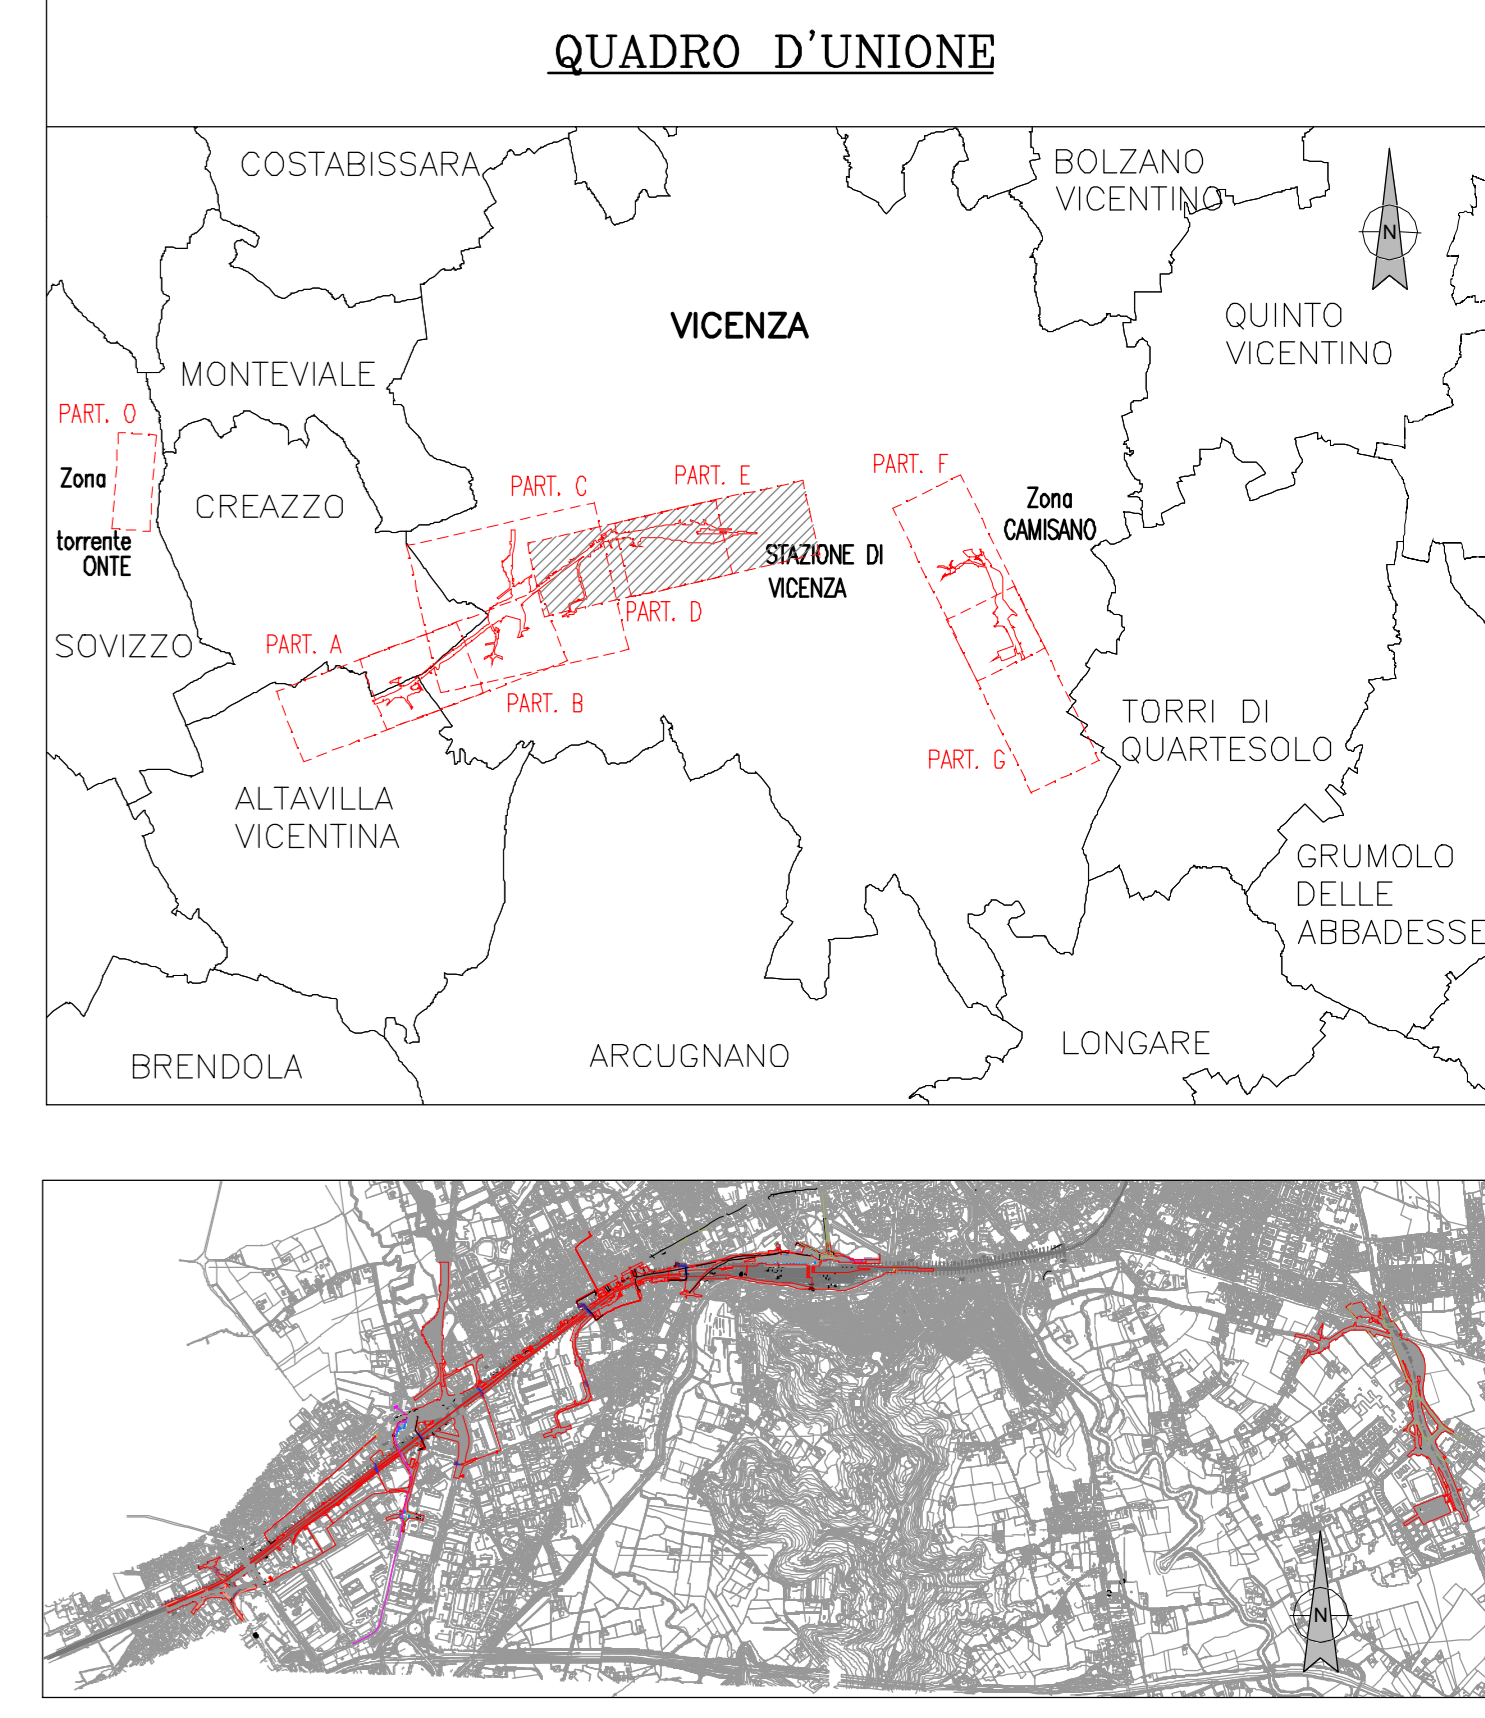 QUADRO D'UNIONE
COSTABISSARA
BOLZANO
VICENTINO
N
QUINTO
VICENTINO
VICENZA
MONTEVIALE
PART. O
Zona
torrente
ONTE
CREAZZO
PART. C
PART. E
PART. F
Zona
CAMISANO
STAZIONE DI
VICENZA
PART. D
SOVIZZO
PART. A
PART. B
TORRI DI
QUARTESOLO
PART. G
ALTAVILLA
VICENTINA
GRUMOLO
DELLE
ABBADESSE
BRENDOLA
ARCUGNANO
LONGARE
N